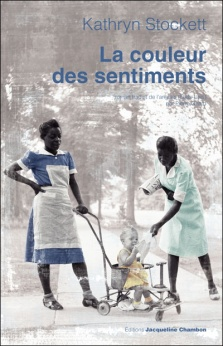 Kathryn Stockett
La couleur
des sentiments
Éditions Jacqueline Chambon